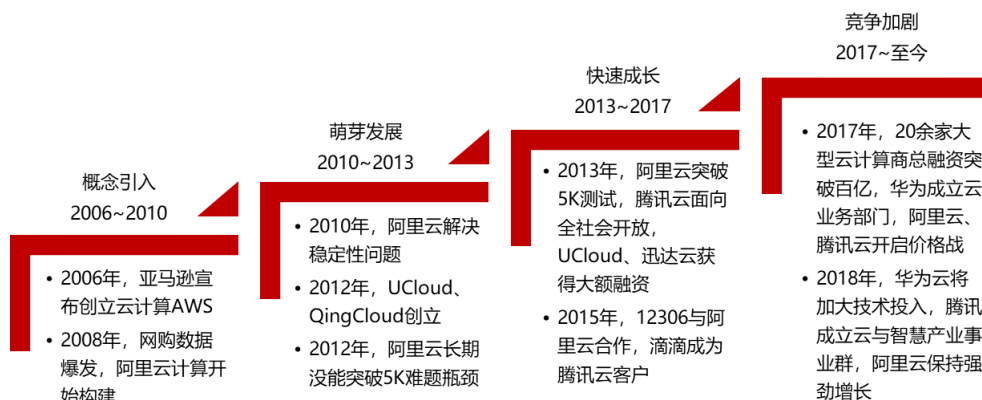 概念引入
2006~2010
• 2006年，亚马逊宣
布创立云计算AWS
• 2008年，网购数据
爆发，阿里云计算开
始构建
萌芽发展
2010~2013
• 2010年，阿里云解决
稳定性问题
• 2012年，UCloud、
QingCloud创立
• 2012年，阿里云长期
没能突破5K难题瓶颈
快速成长
2013~2017
• 2013年，阿里云突破
5K测试，腾讯云面向
全社会开放，
UCloud、迅达云获
得大额融资
• 2015年，12306与阿
里云合作，滴滴成为
腾讯云客户
竞争加剧
2017~至今
• 2017年，20余家大
型云计算商总融资突
破百亿，华为成立云
业务部门，阿里云、
腾讯云开启价格战
• 2018年，华为云将
加大技术投入，腾讯
成立云与智慧产业事
业群，阿里云保持强
劲增长